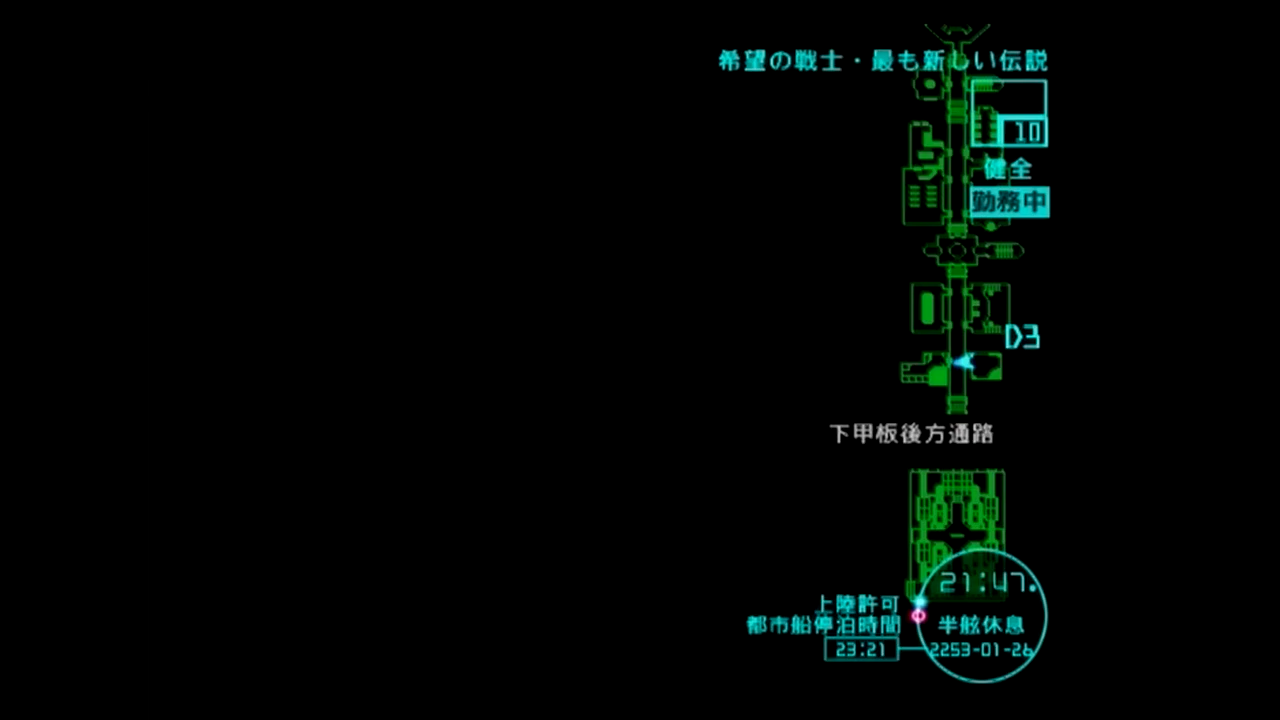 希望の戦士・最も新しい伝説
10
健全
勤務中
D3
下甲板後方通路
21:47.
上陸許可
都市船停泊時間
半舷休息
23:21
2253-01-26